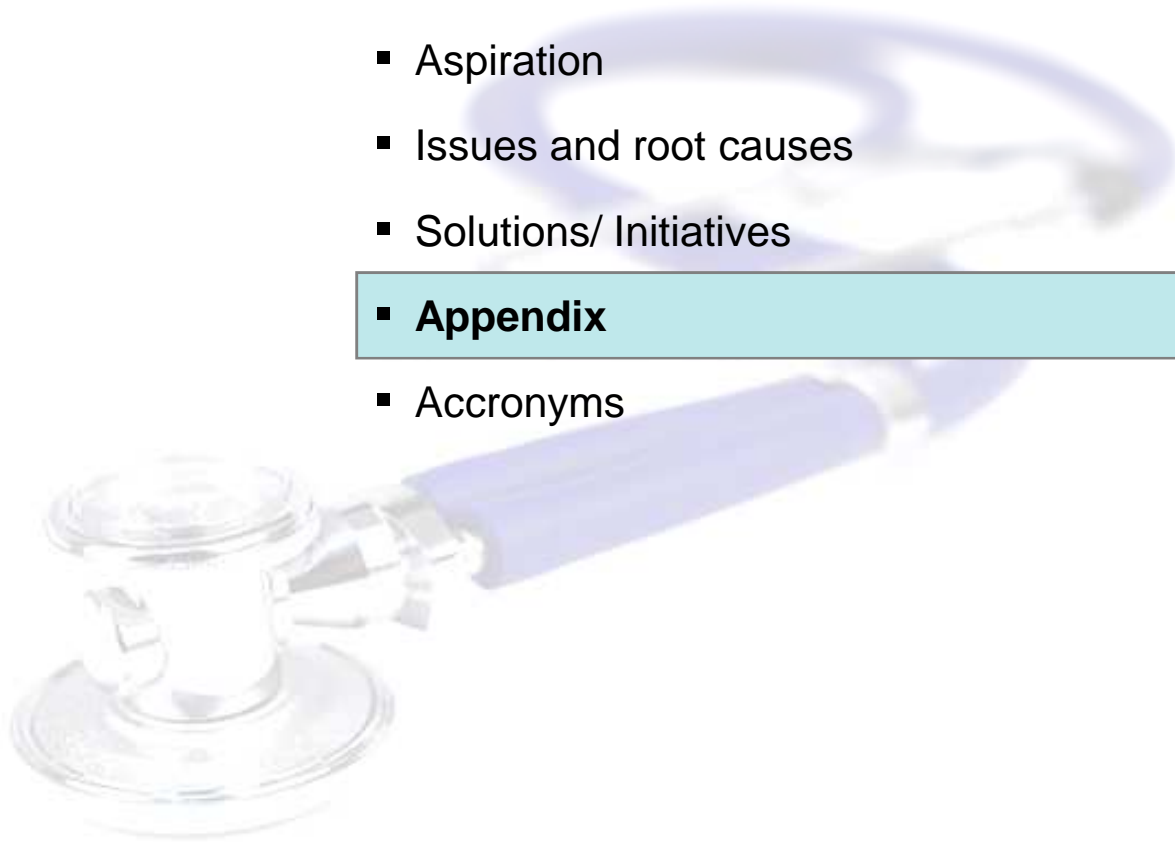 ▪ Aspiration
▪ Issues and root causes
▪ Solutions/ Initiatives
▪ Appendix
▪ Accronyms